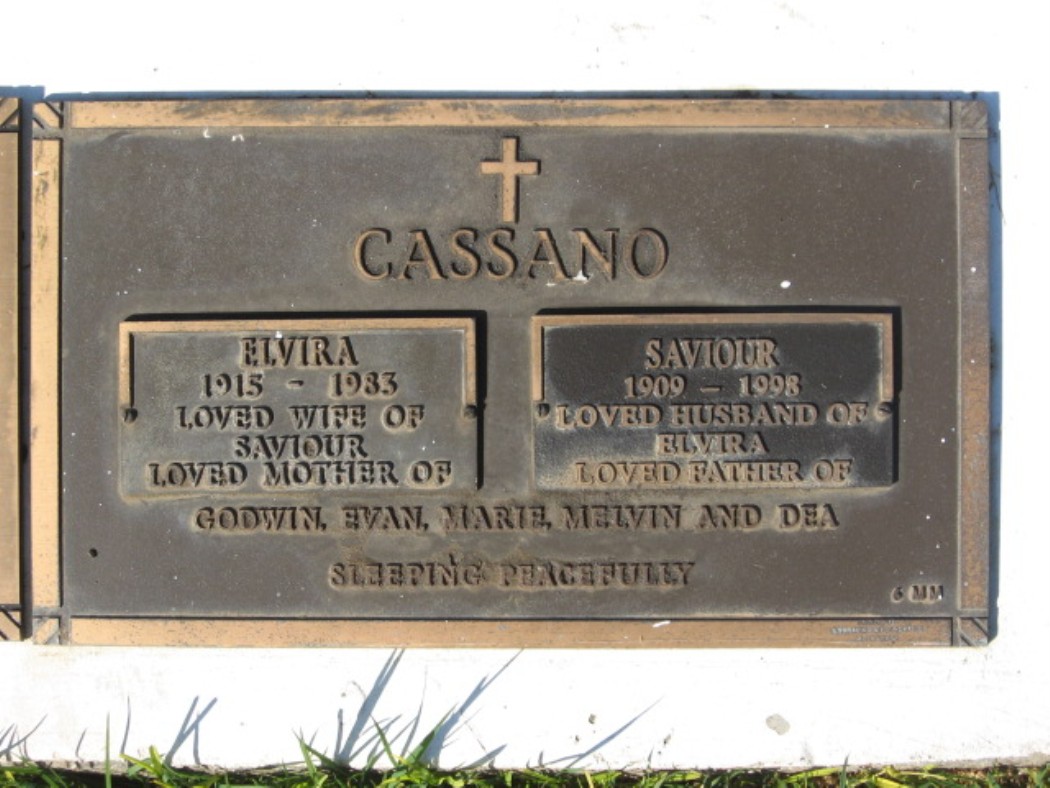 CASSANO
ELVIRA
1915 - 1983
LOVED WIFE OF
SAVIOUR
LOVED MOTHER OF
SAVIOUR
1909 - 1998
LOVED HUSBAND OF
ELVIRA
LOVED FATHER OF
GODWIN, EVAN, MARIE, MELVIN AND DEA
SLEEPING PEACEFULLY
6 MM